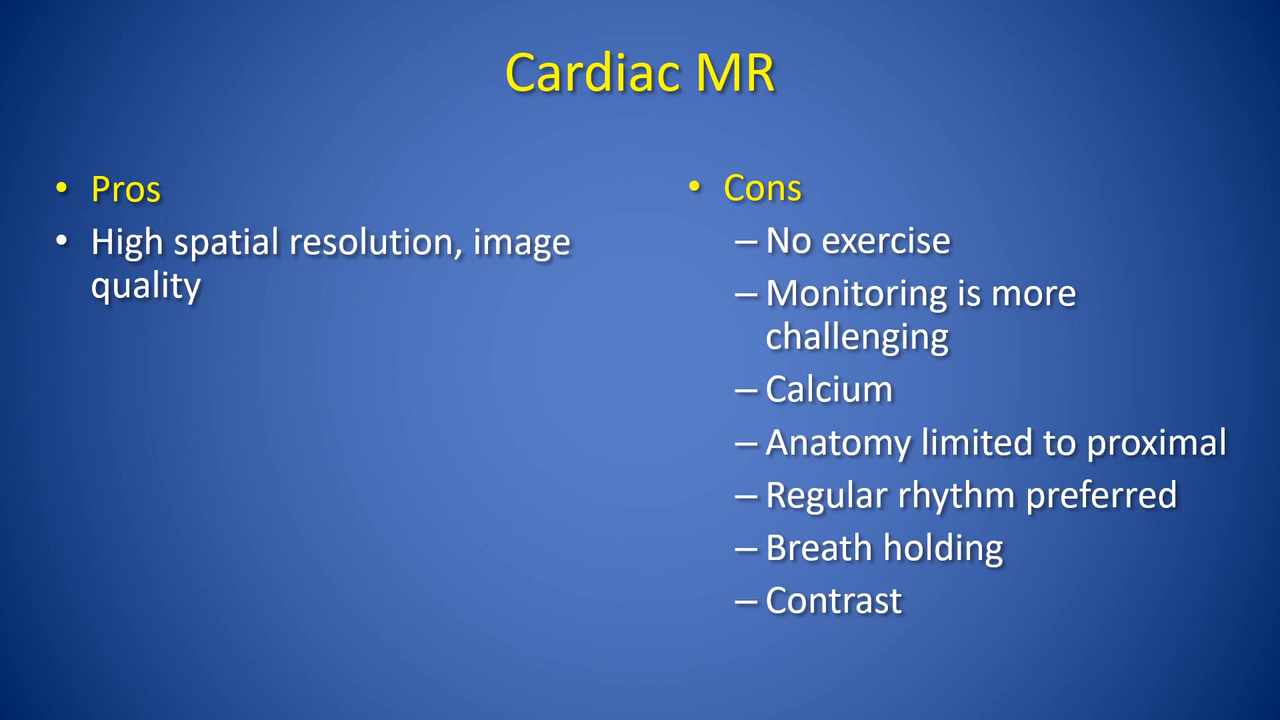 Cardiac MR
• Pros
• High spatial resolution, image
quality
• Cons
– No exercise
– Monitoring is more
challenging
– Calcium
– Anatomy limited to proximal
– Regular rhythm preferred
– Breath holding
– Contrast